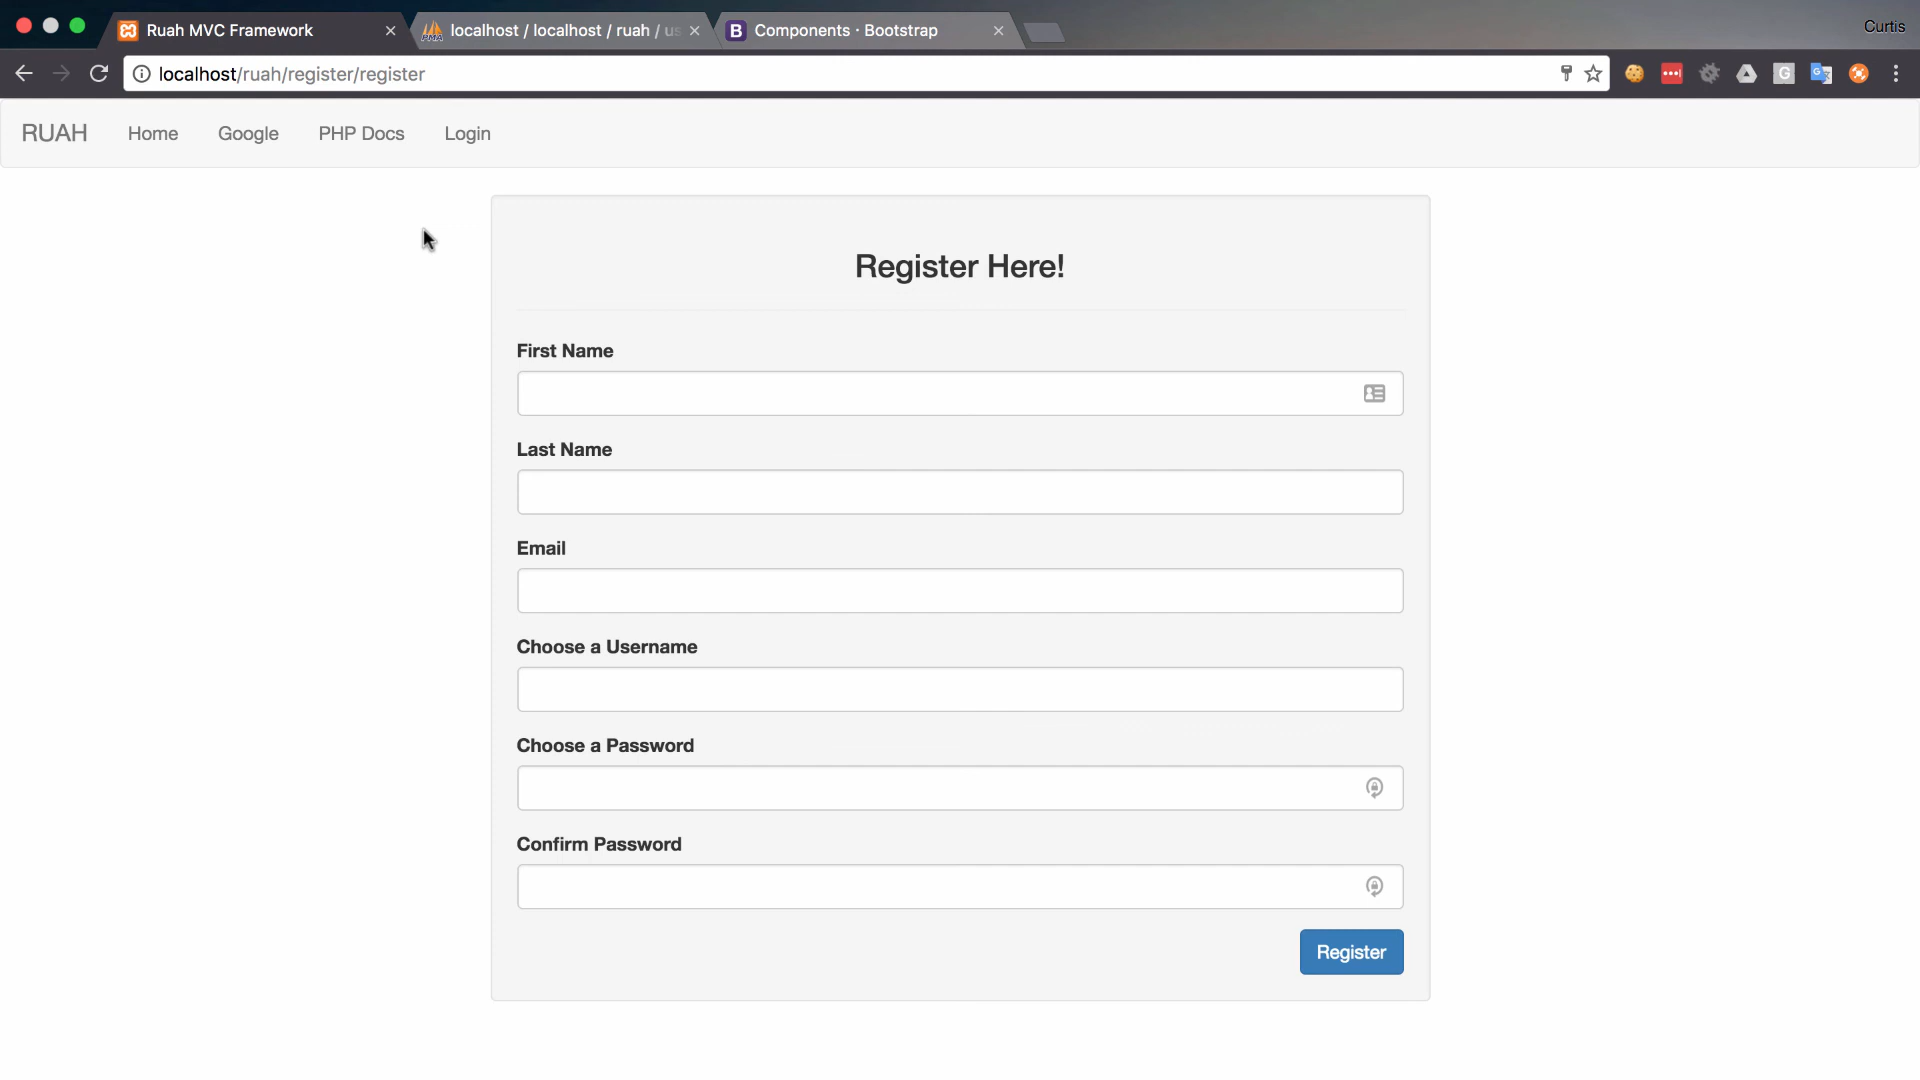 Ruah MVC Framework
localhost / localhost / ruah / us
Components · Bootstrap
Curtis
localhost/ruah/register/register
RUAH Home Google PHP Docs Login
Register Here!
First Name
Last Name
Email
Choose a Username
Choose a Password
Confirm Password
Register